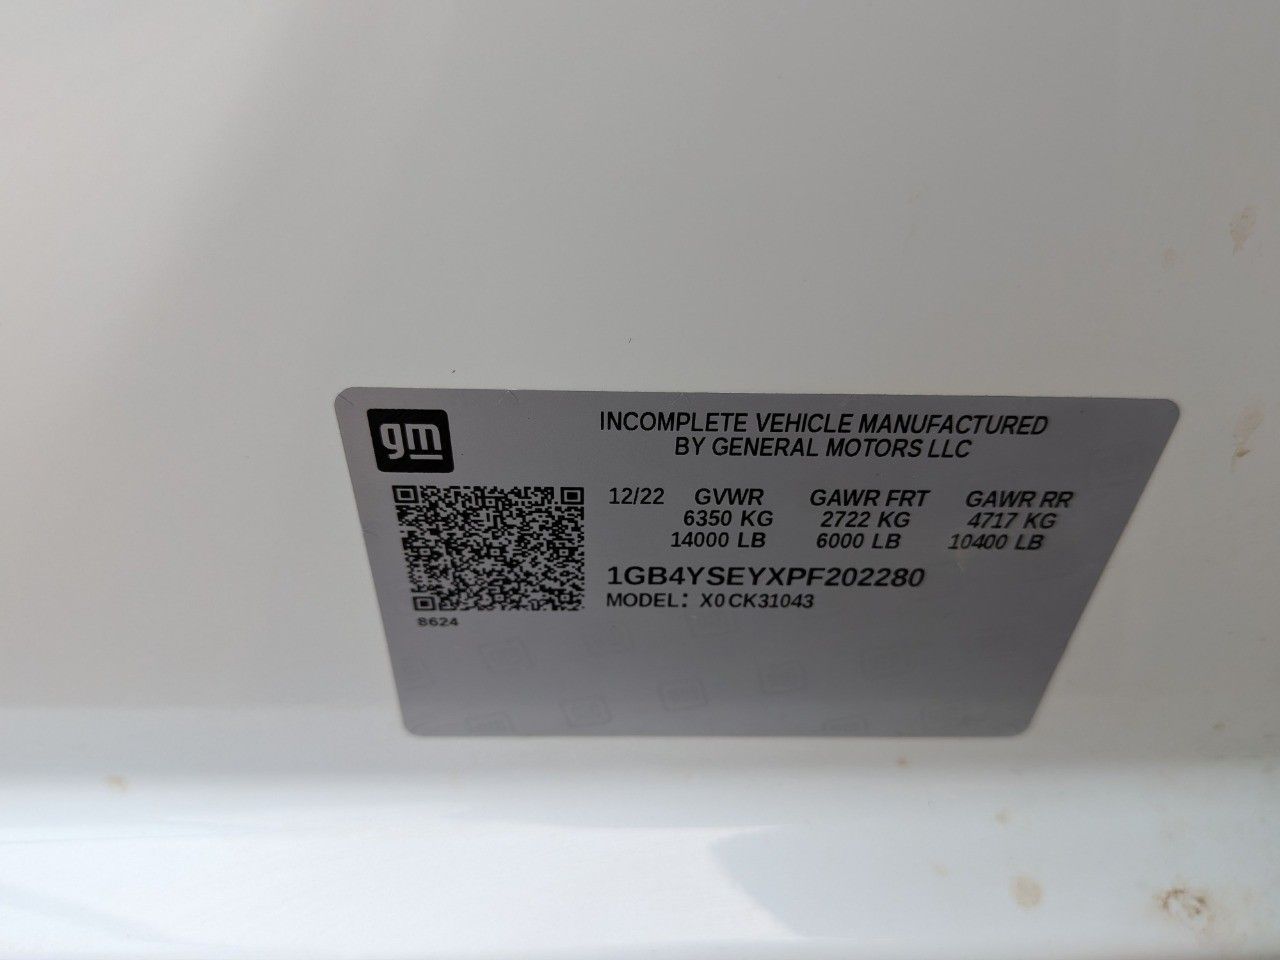 gm
INCOMPLETE VEHICLE MANUFACTURED
BY GENERAL MOTORS LLC
12/22 GVWR GAWR FRT GAWR RR
6350 KG 2722 KG 4717 KG
14000 LB 6000 LB 10400 LB
1GB4YSEYXPF202280
MODEL: X0CK31043
8624